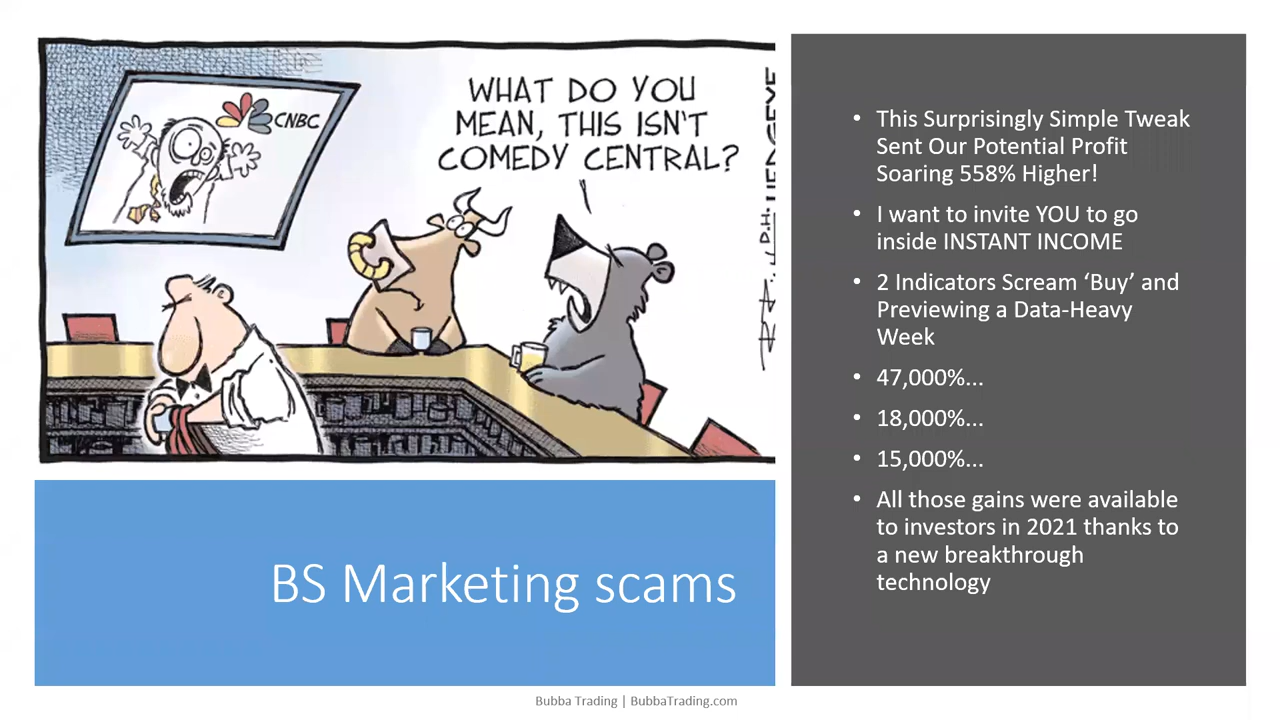 CNBC
WHAT DO YOU
MEAN, THIS ISN'T
COMEDY CENTRAL?
BS Marketing scams
• This Surprisingly Simple Tweak
Sent Our Potential Profit
Soaring 558% Higher!
• I want to invite YOU to go
inside INSTANT INCOME
• 2 Indicators Scream ‘Buy’ and
Previewing a Data-Heavy
Week
• 47,000%...
• 18,000%...
• 15,000%...
• All those gains were available
to investors in 2021 thanks to
a new breakthrough
technology
Bubba Trading | BubbaTrading.com